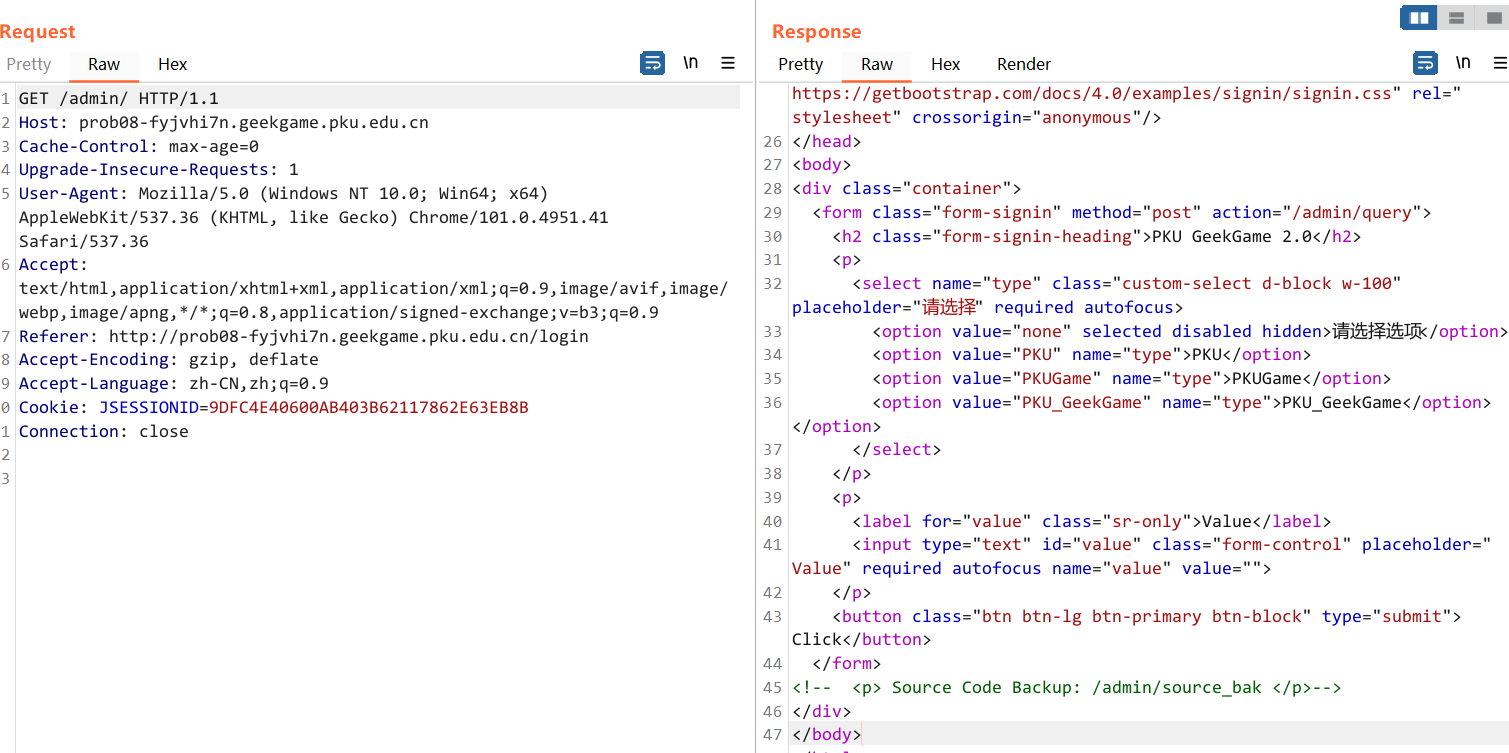 Request
Pretty Raw Hex
\n
1 GET /admin/ HTTP/1.1
2 Host: prob08-fyjvhi7n.geekgame.pku.edu.cn
3 Cache-Control: max-age=0
4 Upgrade-Insecure-Requests: 1
5 User-Agent: Mozilla/5.0 (Windows NT 10.0; Win64; x64)
AppleWebKit/537.36 (KHTML, like Gecko) Chrome/101.0.4951.41
Safari/537.36
6 Accept:
text/html,application/xhtml+xml,application/xml;q=0.9,image/avif,image/
webp,image/apng,*/*;q=0.8,application/signed-exchange;v=b3;q=0.9
7 Referer: http://prob08-fyjvhi7n.geekgame.pku.edu.cn/login
8 Accept-Encoding: gzip, deflate
9 Accept-Language: zh-CN,zh;q=0.9
0 Cookie: JSESSIONID=9DFC4E40600AB403B62117862E63EB8B
1 Connection: close
2
3
Response
Pretty Raw Hex Render
\n
https://getbootstrap.com/docs/4.0/examples/signin/signin.css" rel="
stylesheet" crossorigin="anonymous"/>
26 </head>
27 <body>
28 <div class="container">
29 <form class="form-signin" method="post" action="/admin/query">
30 <h2 class="form-signin-heading">PKU GeekGame 2.0</h2>
31 <p>
32 <select name="type" class="custom-select d-block w-100"
placeholder="请选择" required autofocus>
33 <option value="none" selected disabled hidden>请选择选项</option>
34 <option value="PKU" name="type">PKU</option>
35 <option value="PKUGame" name="type">PKUGame</option>
36 <option value="PKU_GeekGame" name="type">PKU_GeekGame</option>
</option>
37 </select>
38 </p>
39 <p>
40 <label for="value" class="sr-only">Value</label>
41 <input type="text" id="value" class="form-control" placeholder="
Value" required autofocus name="value" value="">
42 </p>
43 <button class="btn btn-lg btn-primary btn-block" type="submit">
Click</button>
44 </form>
45 <!-- <p> Source Code Backup: /admin/source_bak </p>-->
46 </div>
47 </body>